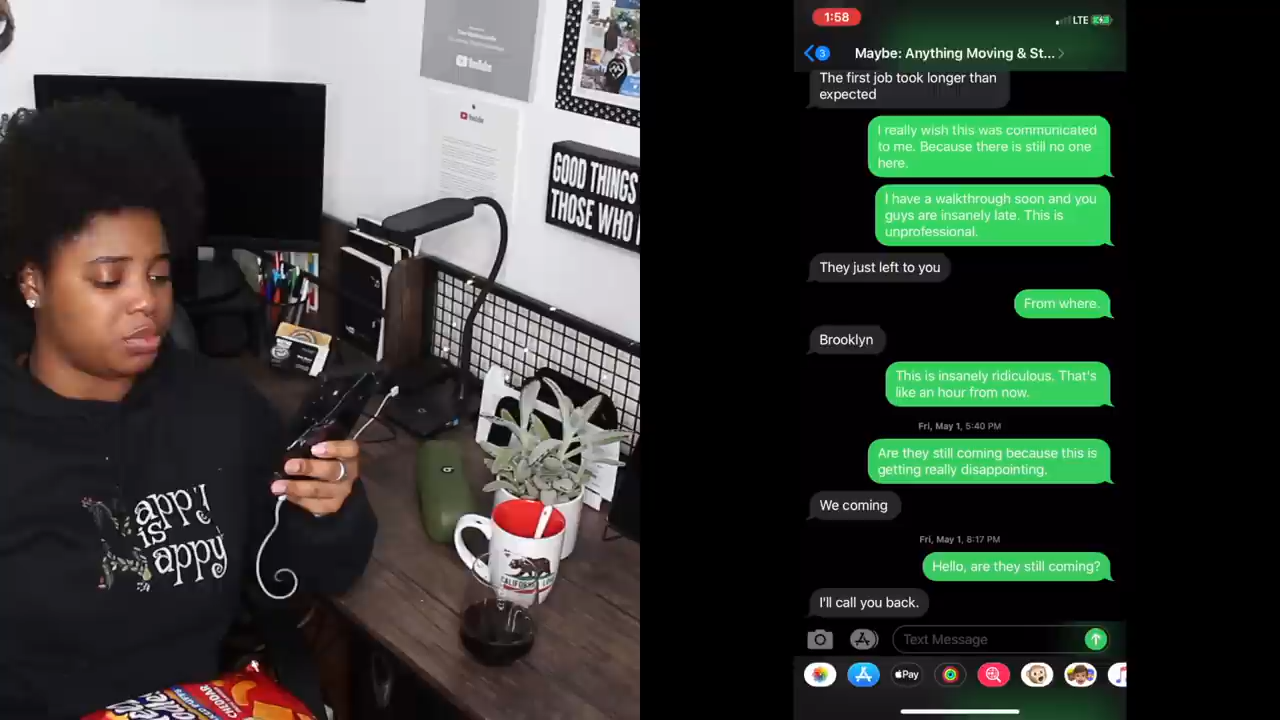 YouTube
YouTube
GOOD THINGS
THOSE WHO
appy
is
appy
CALIFORNIA
CHEDDAR
1:58
LTE
3
Maybe: Anything Moving & St...
The first job took longer than
expected
I really wish this was communicated
to me. Because there is still no one
here.
I have a walkthrough soon and you
guys are insanely late. This is
unprofessional.
They just left to you
From where.
Brooklyn
This is insanely ridiculous. That's
like an hour from now.
Fri, May 1, 5:40 PM
Are they still coming because this is
getting really disappointing.
We coming
Fri, May 1, 8:17 PM
Hello, are they still coming?
I'll call you back.
Text Message
Pay